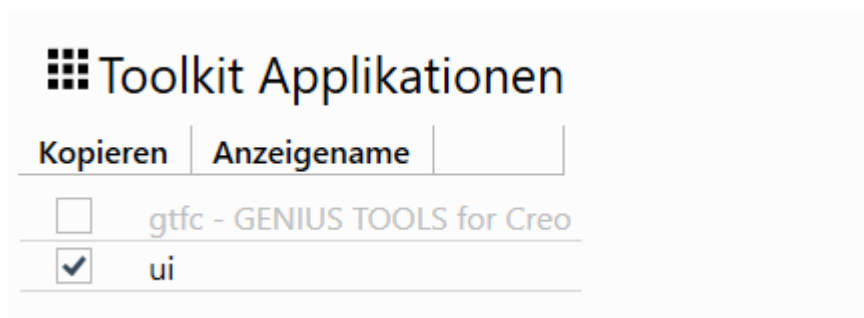 Toolkit Applikationen
Kopieren Anzeigename
gtfc - GENIUS TOOLS for Creo
ui